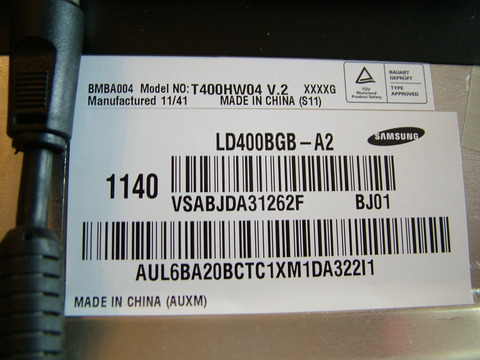 BMBA004 Model NO: T400HW04 V.2 XXXXG
Manufactured 11/41 MADE IN CHINA (S11)
TÜV
Rheinland
Product Safety
BAUART
GEPRÜFT
TYPE
APPROVED
LD400BGB-A2
SAMSUNG
1140
VSABJDA31262F BJ01
AUL6BA20BCTC1XM1DA322I1
MADE IN CHINA (AUXM)